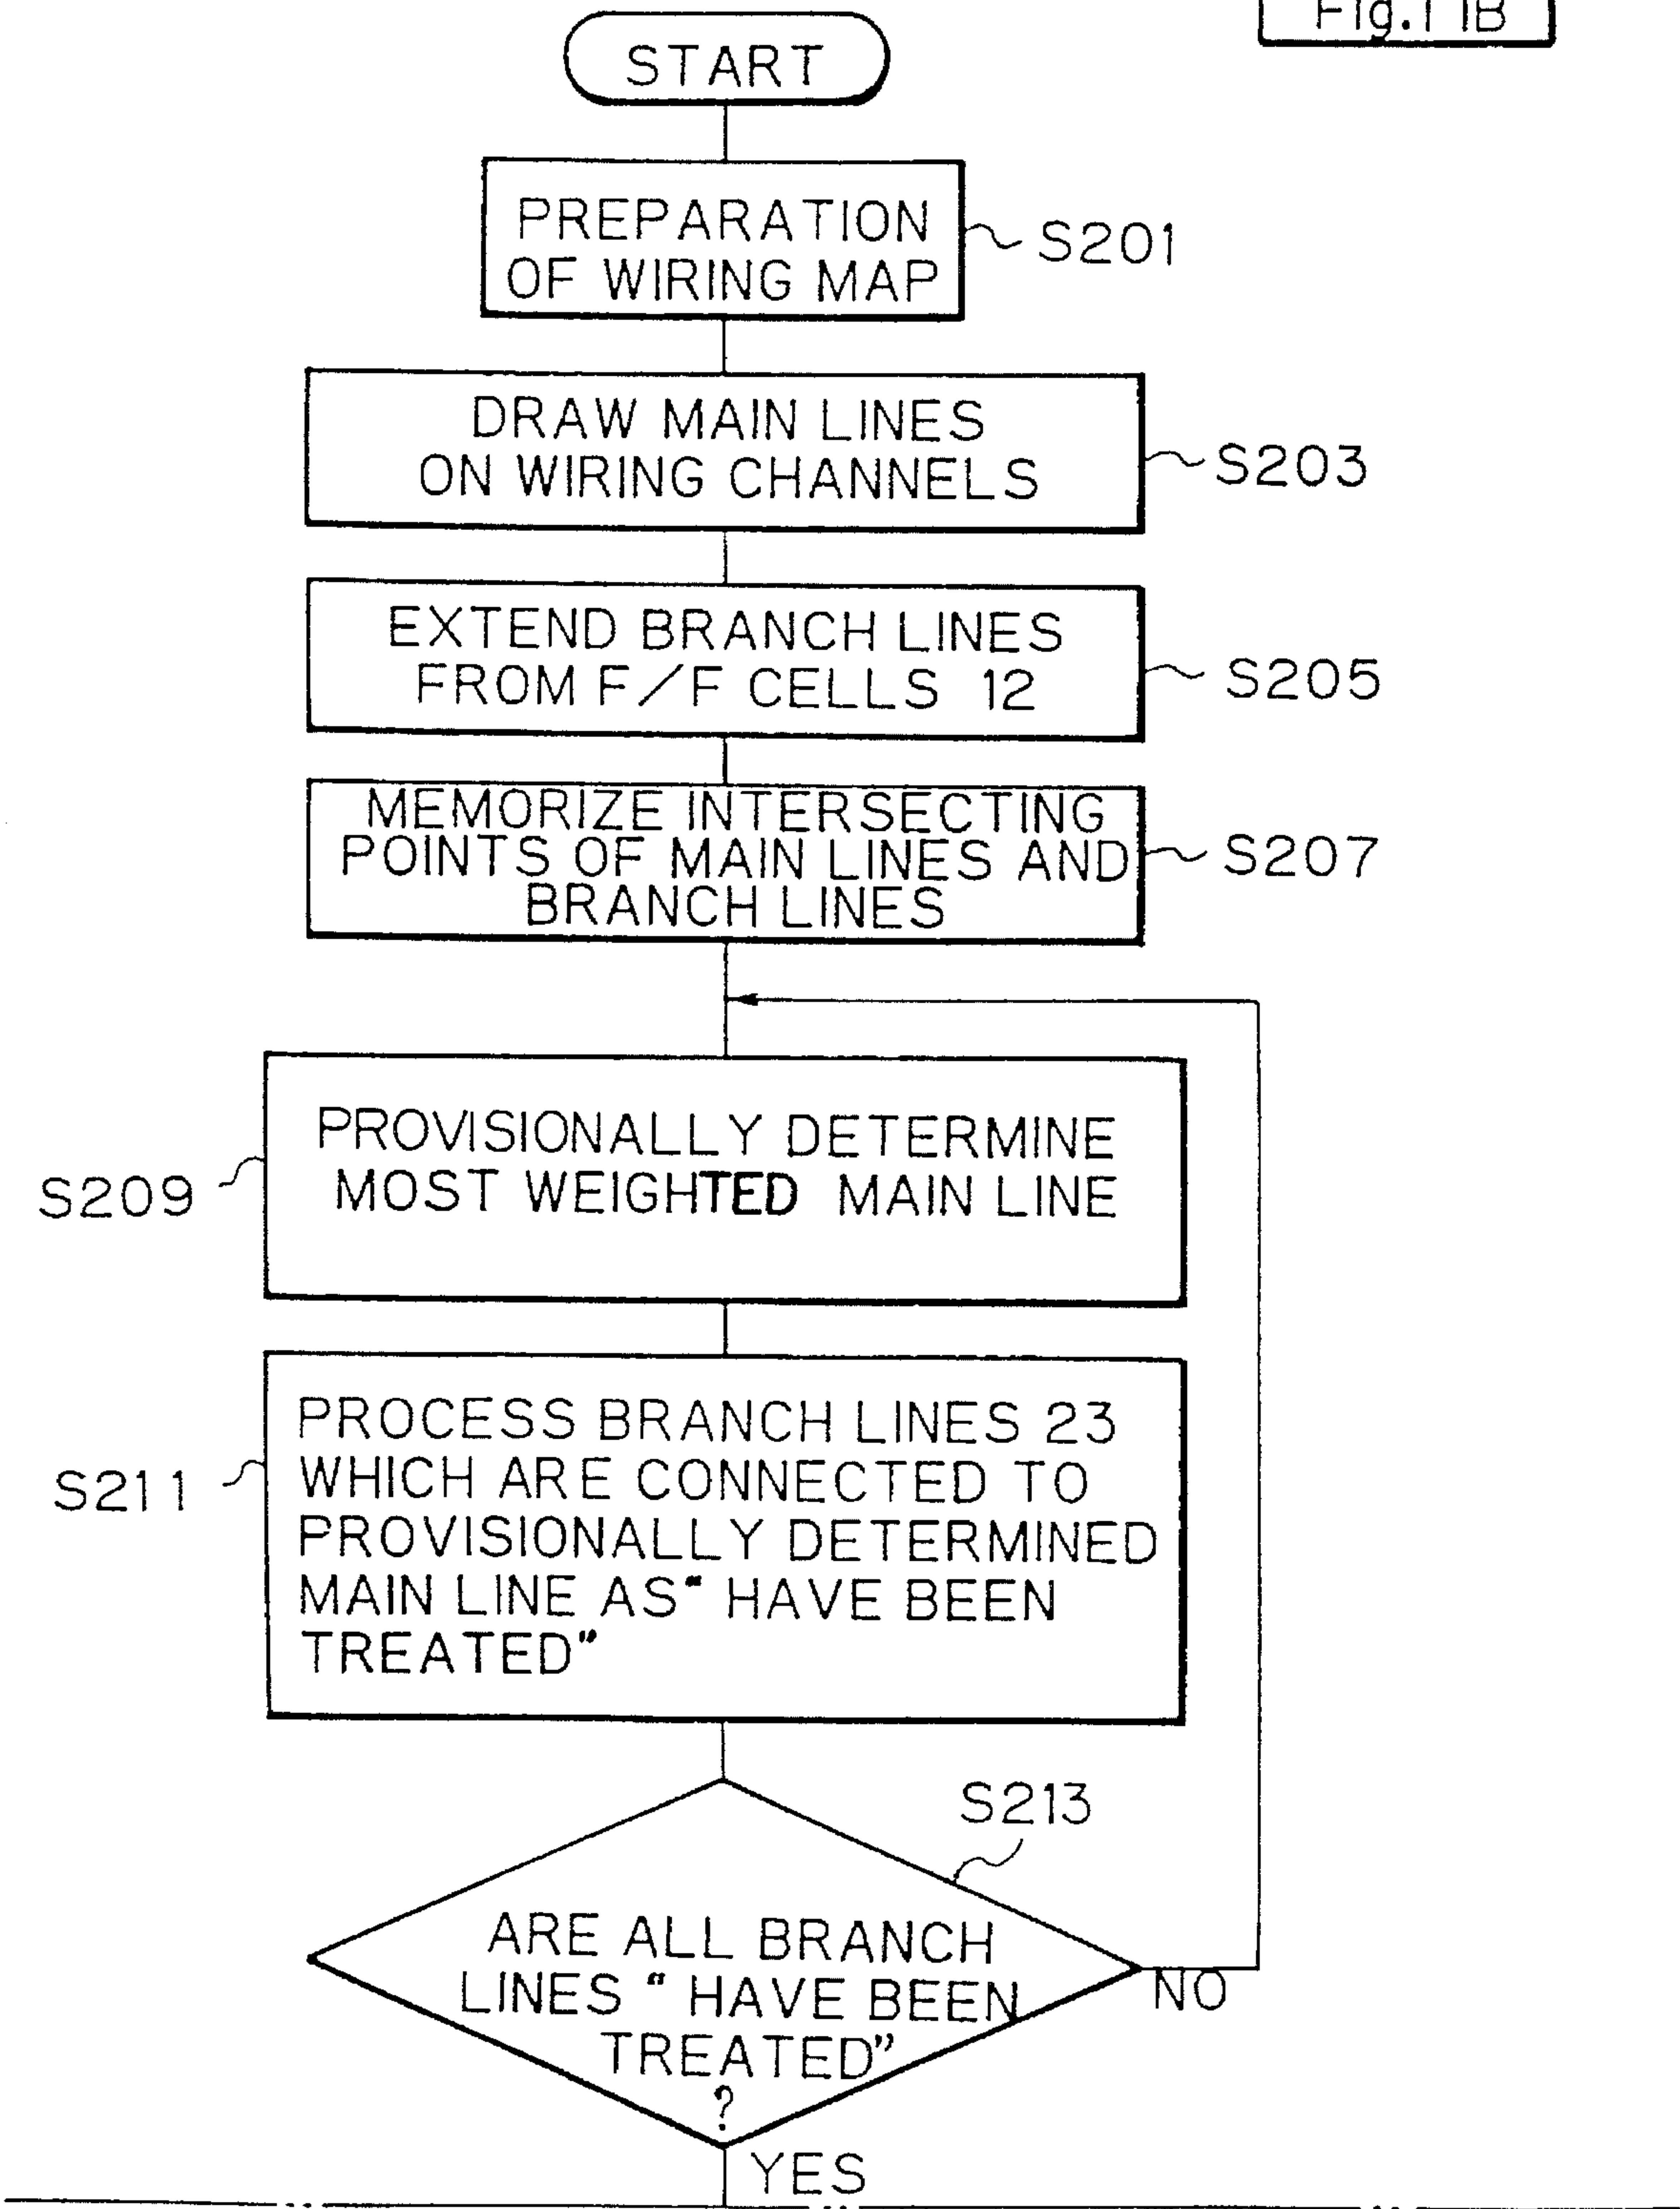 Fig.11B
START
PREPARATION
OF WIRING MAP
S201
DRAW MAIN LINES
ON WIRING CHANNELS
S203
EXTEND BRANCH LINES
FROM F/F CELLS 12
S205
MEMORIZE INTERSECTING
POINTS OF MAIN LINES AND
BRANCH LINES
S207
PROVISIONALLY DETERMINE
MOST WEIGHTED MAIN LINE
S209
PROCESS BRANCH LINES 23
WHICH ARE CONNECTED TO
PROVISIONALLY DETERMINED
MAIN LINE AS“ HAVE BEEN
TREATED”
S211
S213
ARE ALL BRANCH
LINES “ HAVE BEEN
TREATED”
?
NO
YES